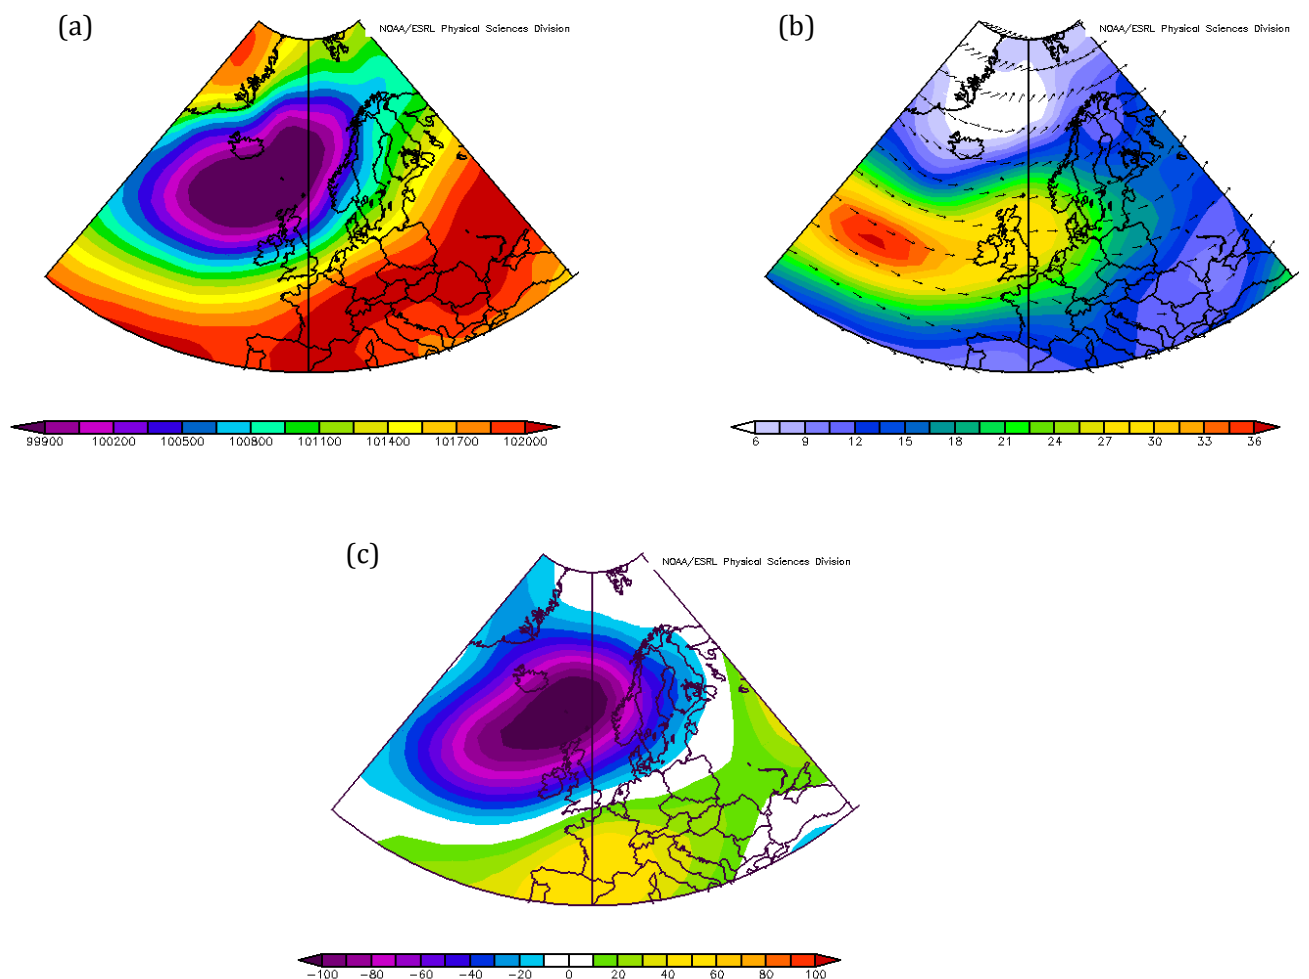 (a)
NOAA/ESRL Physical Sciences Division
99900 100200 100500 100800 101100 101400 101700 102000
(b)
NOAA/ESRL Physical Sciences Division
6 9 12 15 18 21 24 27 30 33 36
(c)
NOAA/ESRL Physical Sciences Division
-100 -80 -60 -40 -20 0 20 40 60 80 100